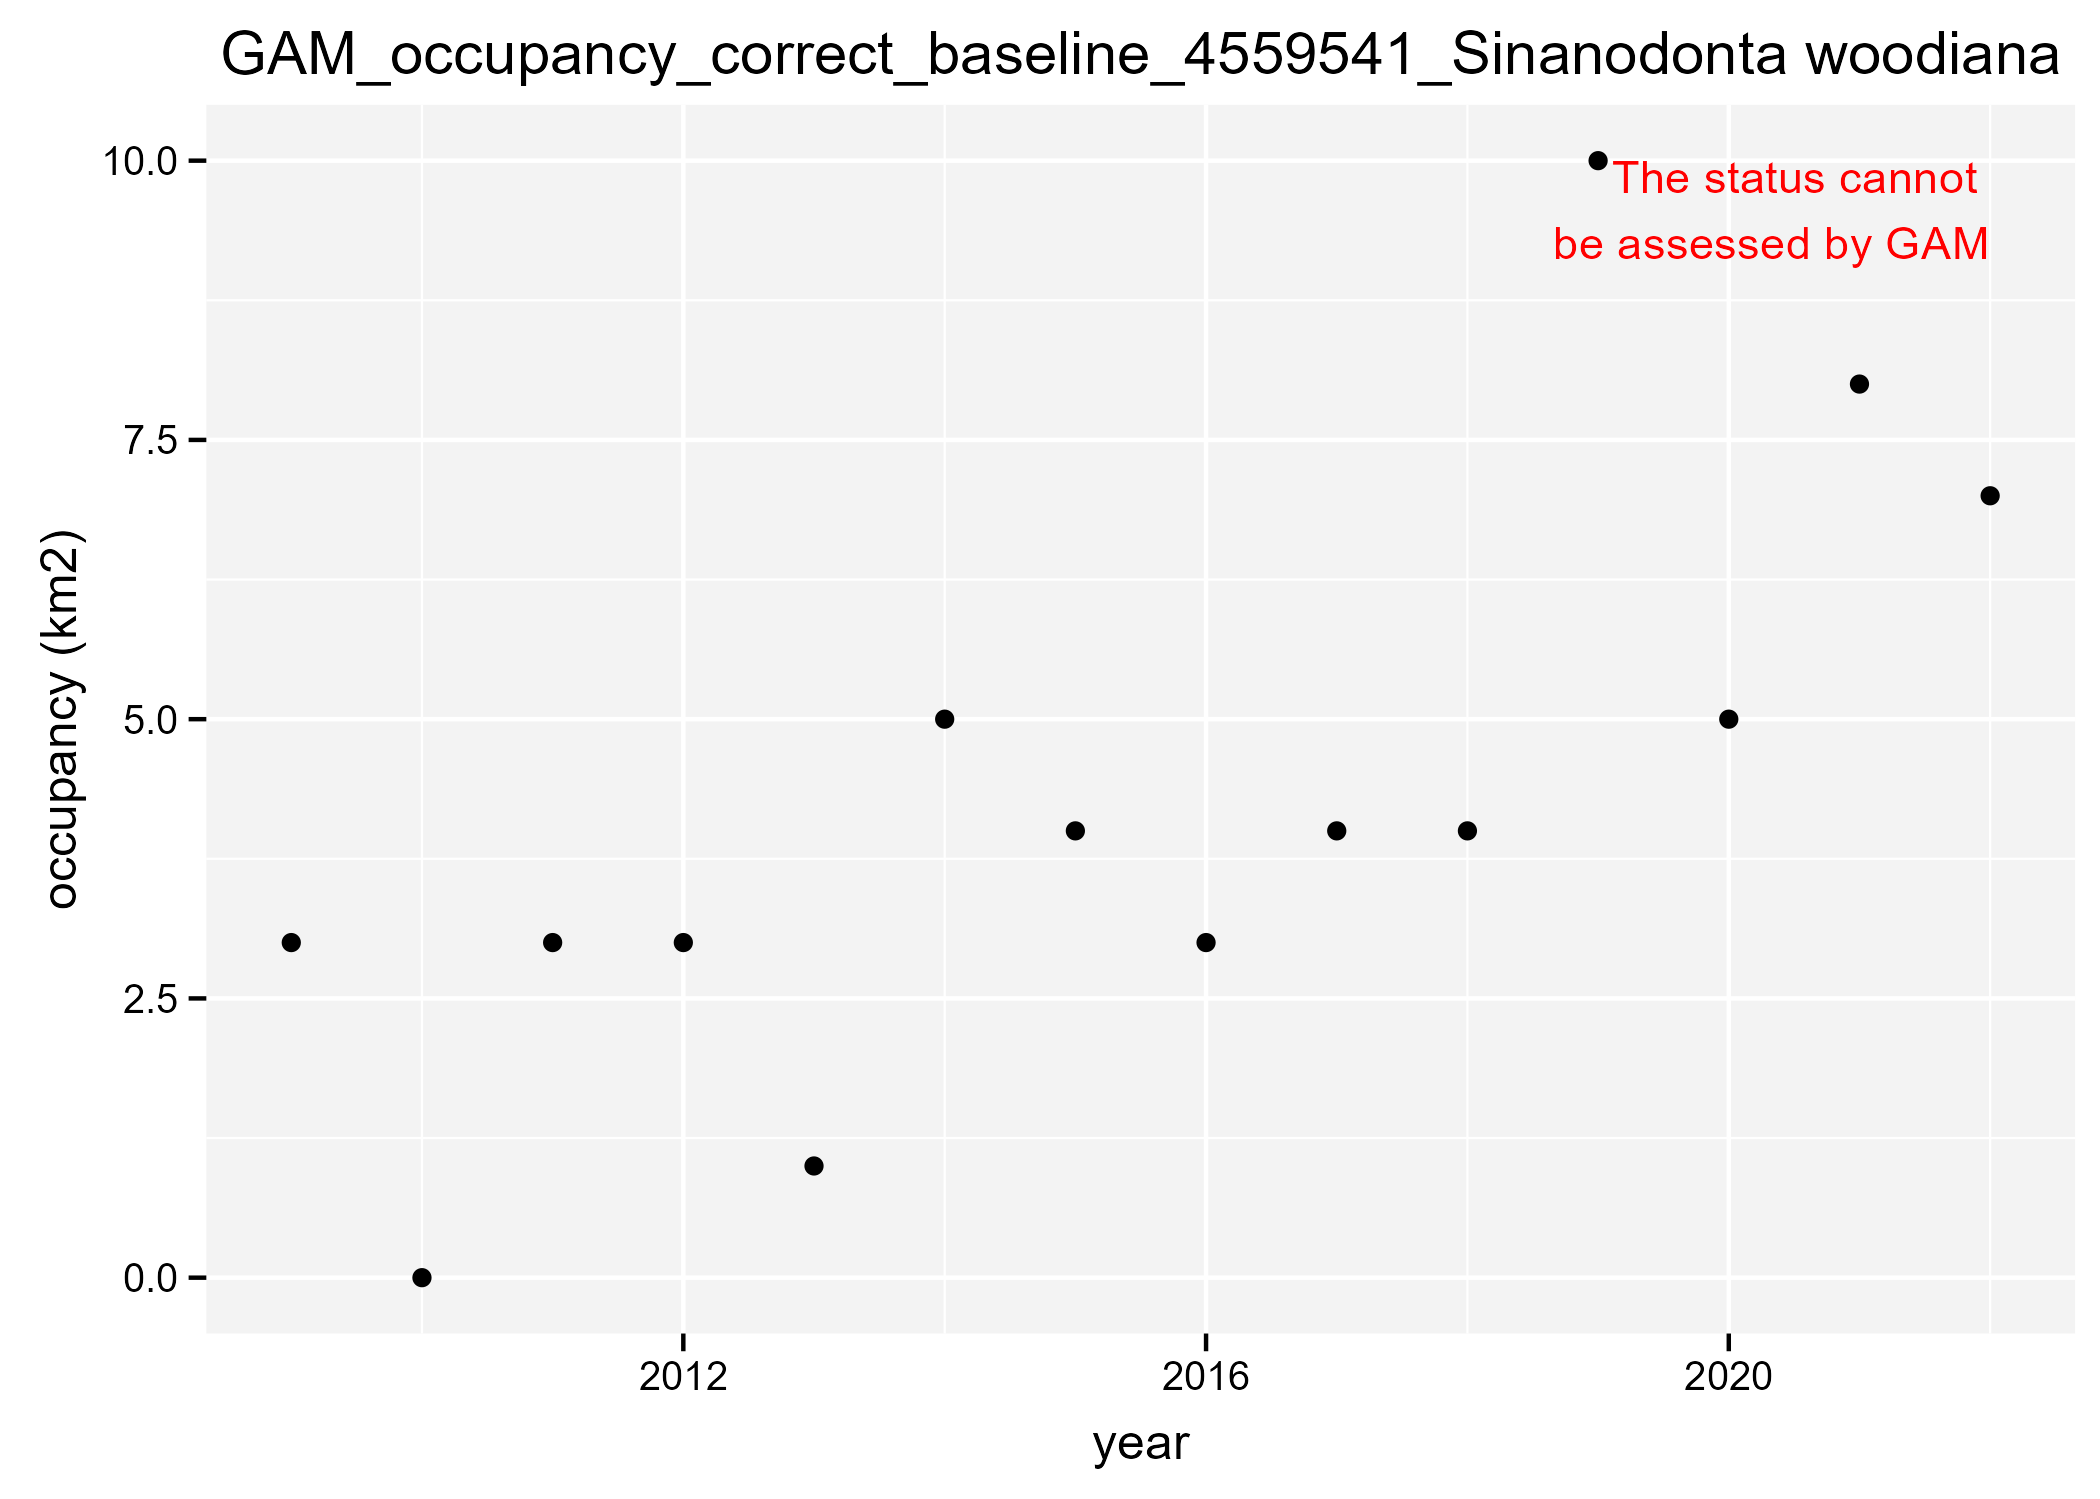 GAM_occupancy_correct_baseline_4559541_Sinanodonta woodiana
10.0
The status cannot
be assessed by GAM
7.5
5.0
2.5
0.0
occupancy (km2)
2012
2016
2020
year